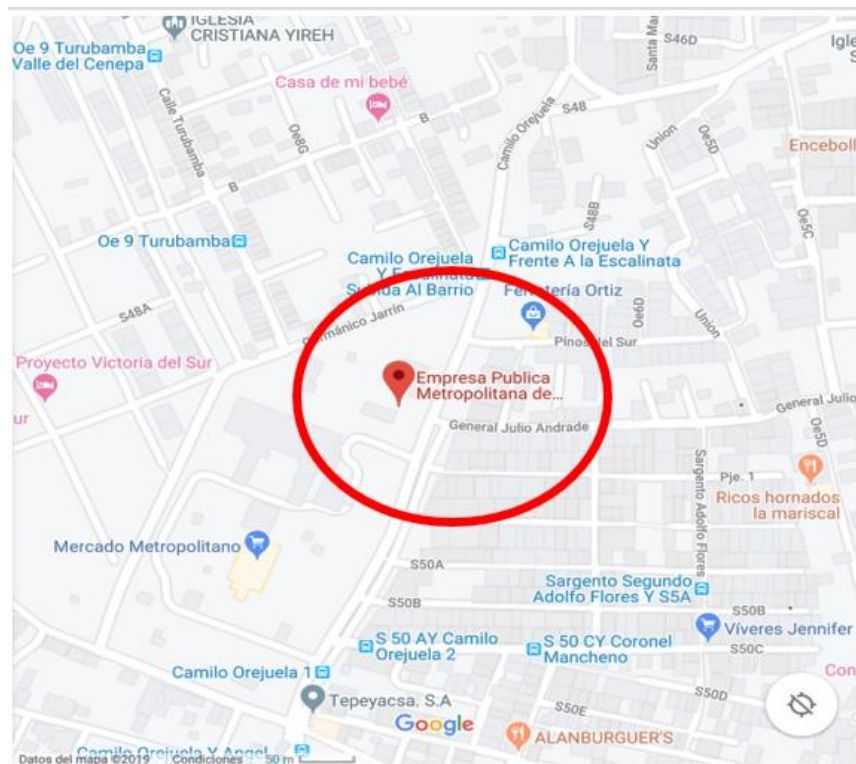 IGLESIA
CRISTIANA YIREH
S46D
Santa Mar
Igle
S
Oe 9 Turubamba
Valle del Cenepa
Casa de mi bebé
Calle Turubamba
Oe8G
B
B
Camilo Orejuela
S48
Union
Oe5D
Enceboll
S48B
Oe5C
Oe 9 Turubamba
Camilo Orejuela
Y Escalinata
Subida Al Barrio
Camilo Orejuela Y
Frente A la Escalinata
Ferretería Ortiz
Oe6D
Union
S48A
Germánico Jarrín
Pinos del Sur
Proyecto Victoria del Sur
ur
Empresa Publica
Metropolitana de...
General Julio Andrade
General Julio
Oe5D
Sargento Adolfo Flores
Pje. 1
Ricos hornados
la mariscal
Mercado Metropolitano
S50A
Sargento Segundo
Adolfo Flores Y S5A
S50B
S50B
Víveres Jennifer
S 50 AY Camilo
Orejuela 2
S 50 CY Coronel
Mancheno
S50C
Camilo Orejuela 1
Con
Tepeyacsa. S.A
S50D
S50E
Google
ALANBURGUER'S
Camilo Orejuela Y Angel
Datos del mapa ©2019
Condiciones
50 m